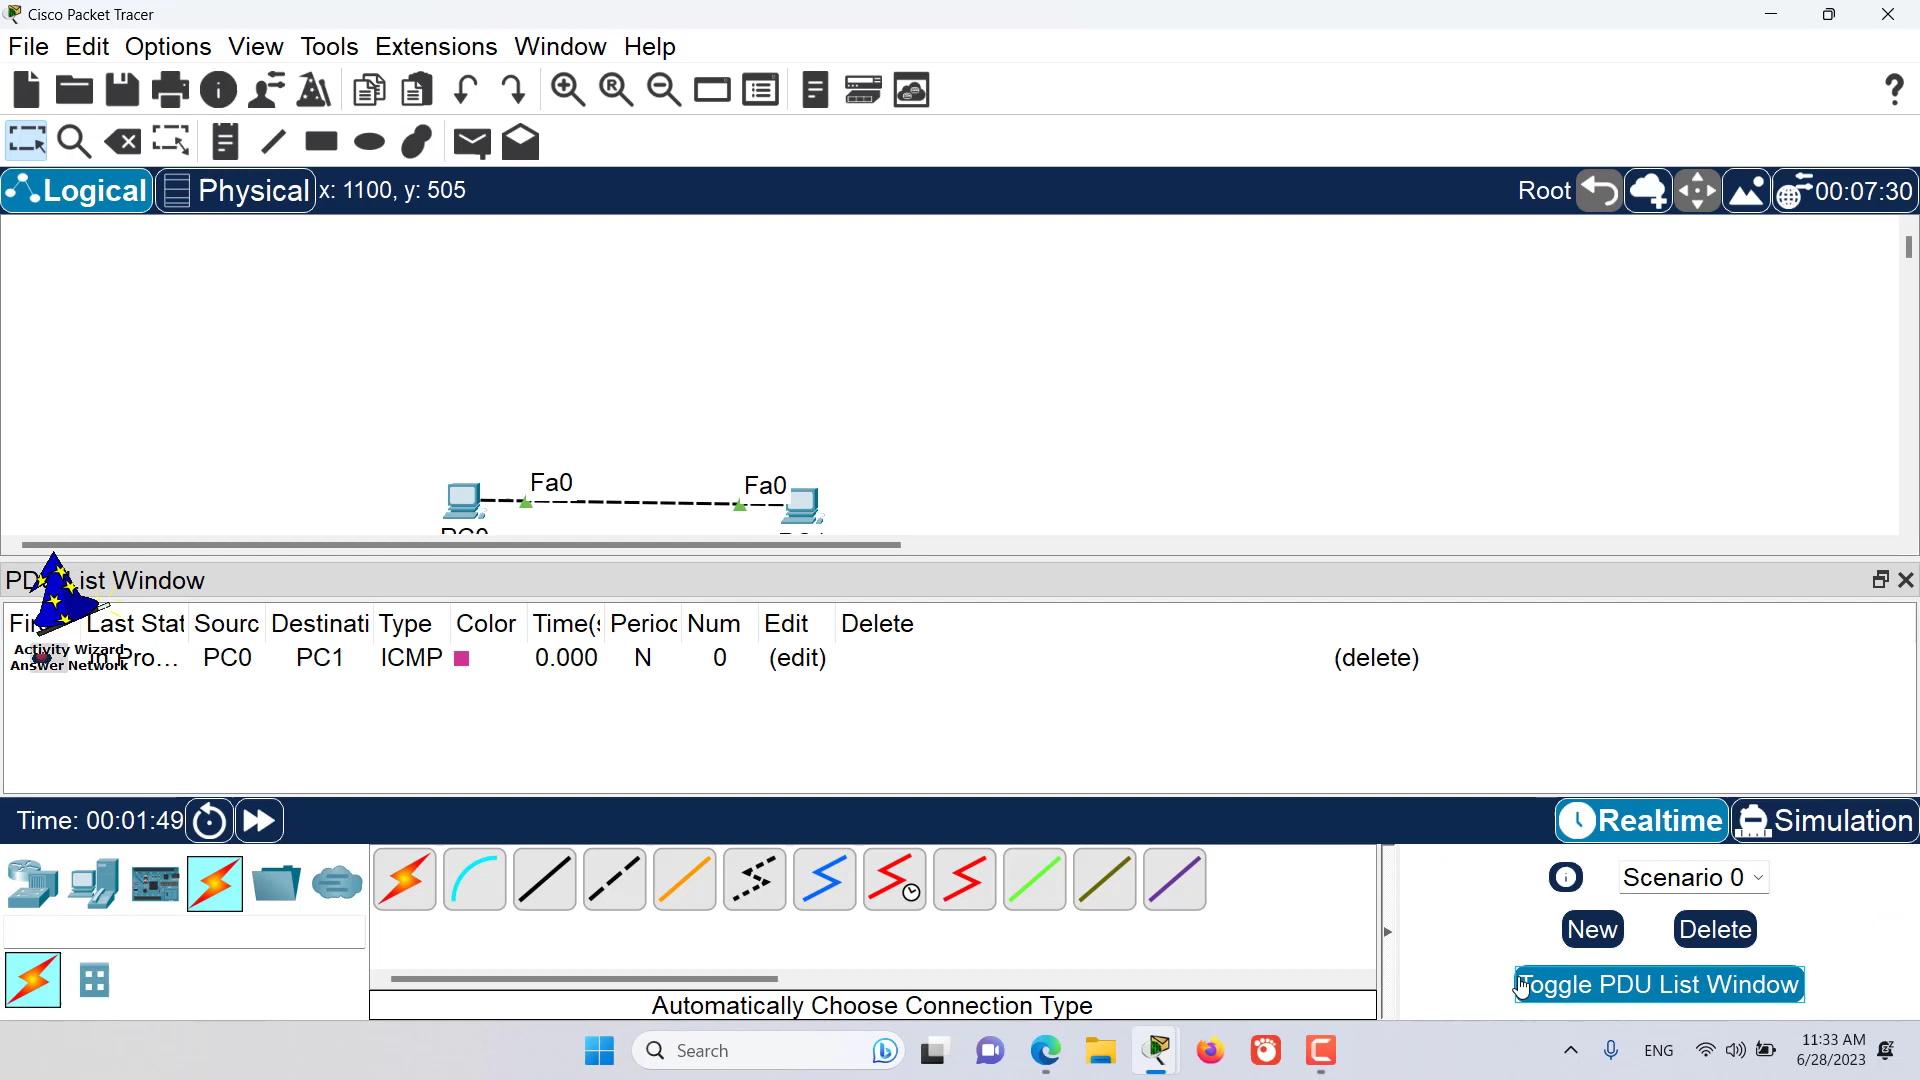 Cisco Packet Tracer
File Edit Options View Tools Extensions Window Help
Logical Physical x: 1100, y: 505 Root 00:07:30
Fa0 Fa0
PDU List Window
Last Stat Sourc Destinati Type Color Time(s Perioc Num Edit Delete
Activity Wizard
Answer Network
In Pro... PC0 PC1 ICMP 0.000 N 0 (edit) (delete)
Time: 00:01:49 Realtime Simulation
Scenario 0
New Delete
Toggle PDU List Window
Automatically Choose Connection Type
Search
ENG
11:33 AM
6/28/2023